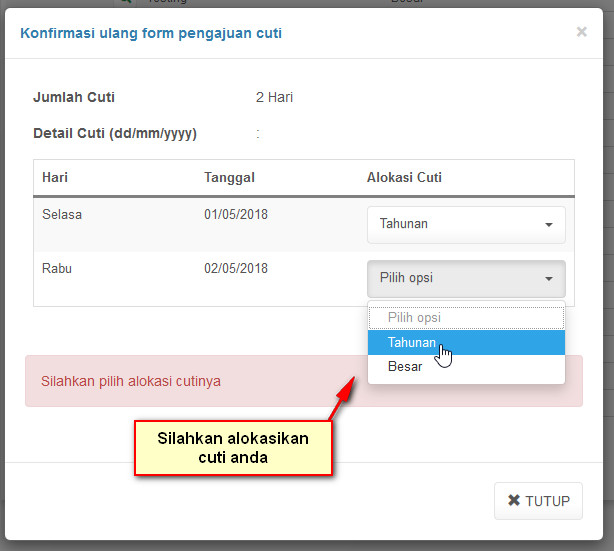 Testing Besar
Konfirmasi ulang form pengajuan cuti ×
Jumlah Cuti 2 Hari
Detail Cuti (dd/mm/yyyy) :
Hari Tanggal Alokasi Cuti
Selasa 01/05/2018 Tahunan
Rabu 02/05/2018 Pilih opsi
Pilih opsi
Tahunan
Besar
Silahkan pilih alokasi cutinya
Silahkan alokasikan
cuti anda
✖ TUTUP